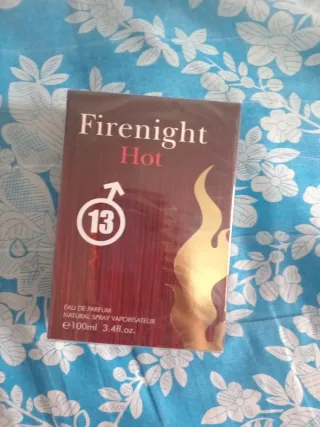 Firenight
Hot
13
EAU DE PARFUM
NATURAL SPRAY VAPORISATEUR
℮100ml 3.4fl.oz.